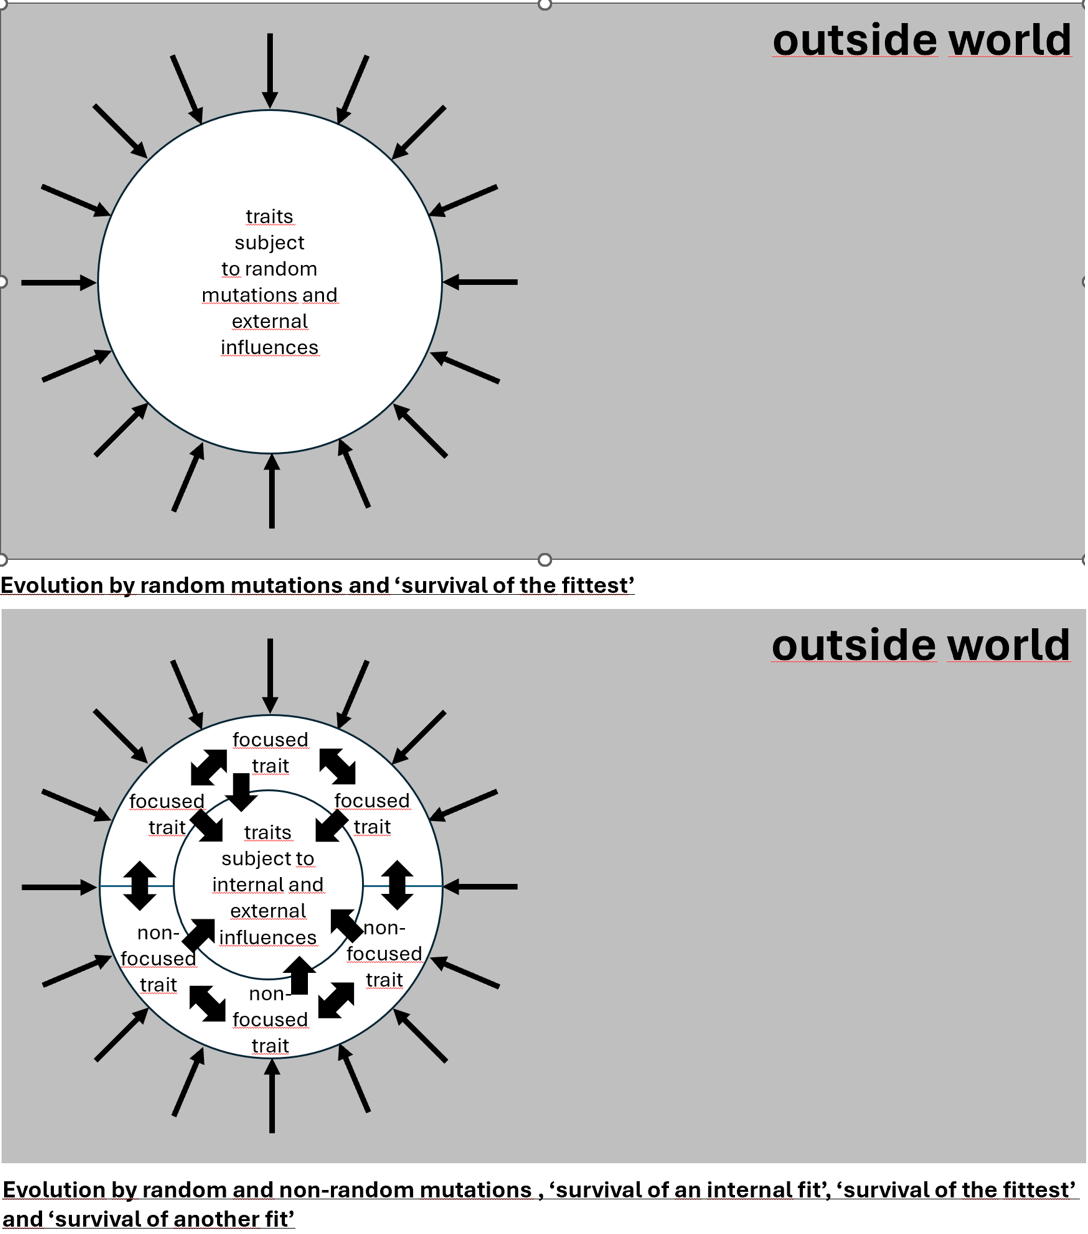 outside world
traits
subject
to random
mutations and
external
influences
Evolution by random mutations and ‘survival of the fittest’
outside world
focused
trait
focused
trait
focused
trait
traits
subject to
internal and
external
influences
non-
focused
trait
non-
focused
trait
non-
focused
trait
Evolution by random and non-random mutations , ‘survival of an internal fit’, ‘survival of the fittest’
and ‘survival of another fit’